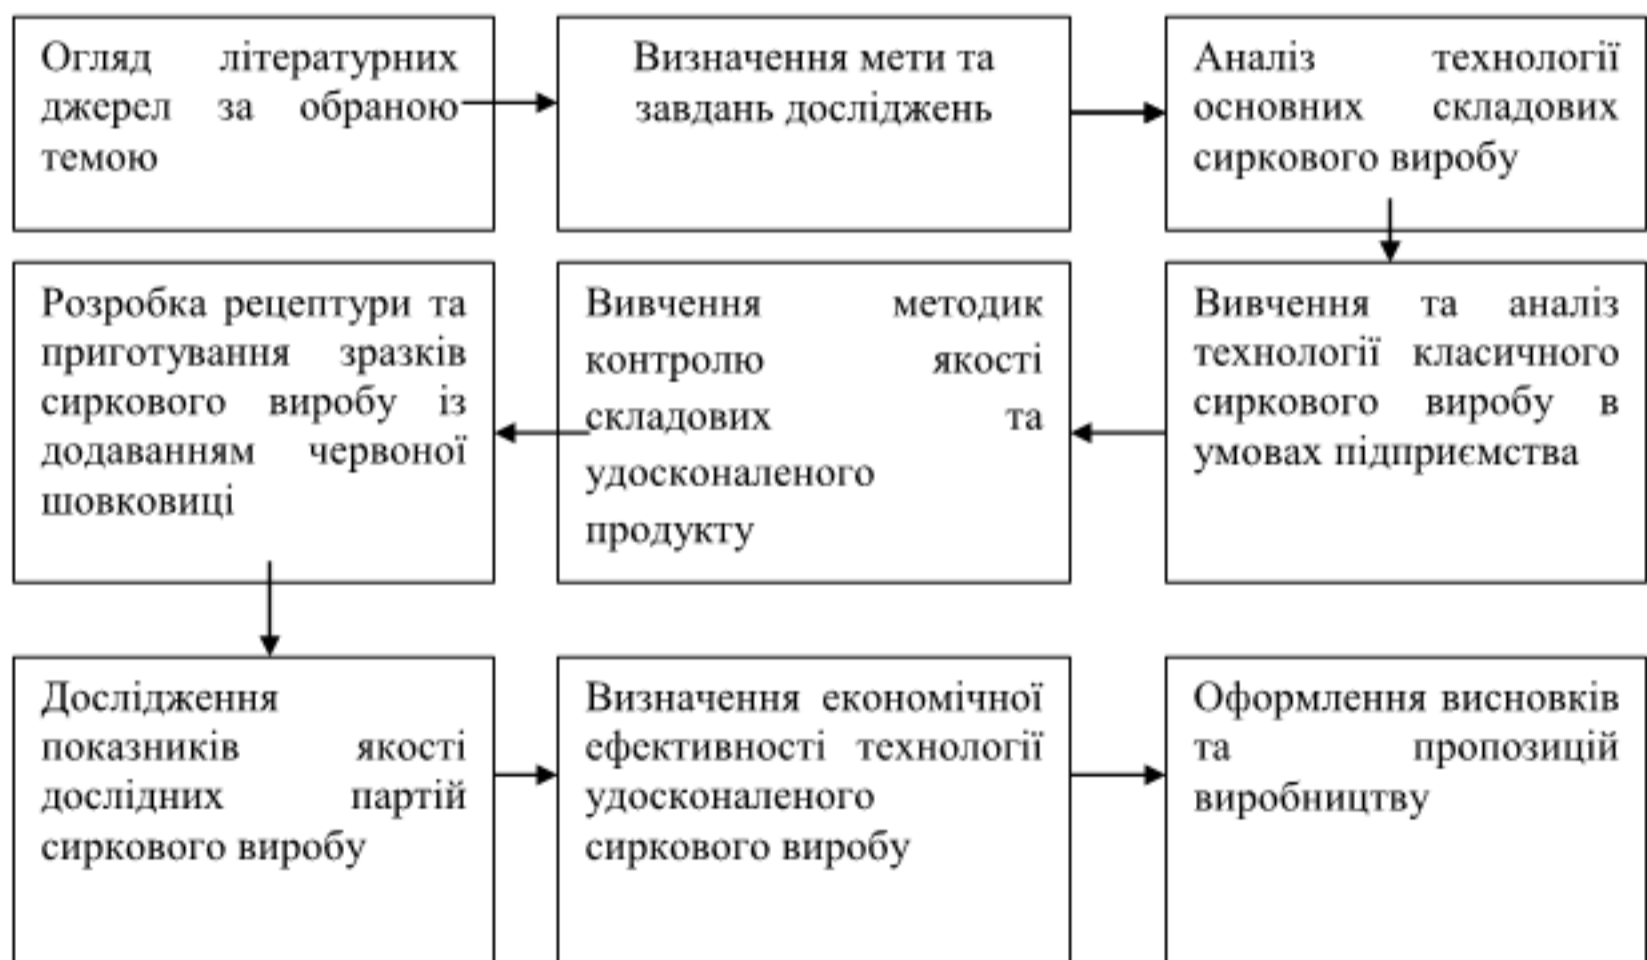 Огляд літературних
джерел за обраною
темою
Визначення мети та
завдань досліджень
Аналіз технології
основних складових
сиркового виробу
Розробка рецептури та
приготування зразків
сиркового виробу із
додаванням червоної
шовковиці
Вивчення методик
контролю якості
складових та
удосконаленого
продукту
Вивчення та аналіз
технології класичного
сиркового виробу в
умовах підприємства
Дослідження
показників якості
дослідних партій
сиркового виробу
Визначення економічної
ефективності технології
удосконаленого
сиркового виробу
Оформлення висновків
та пропозицій
виробництву